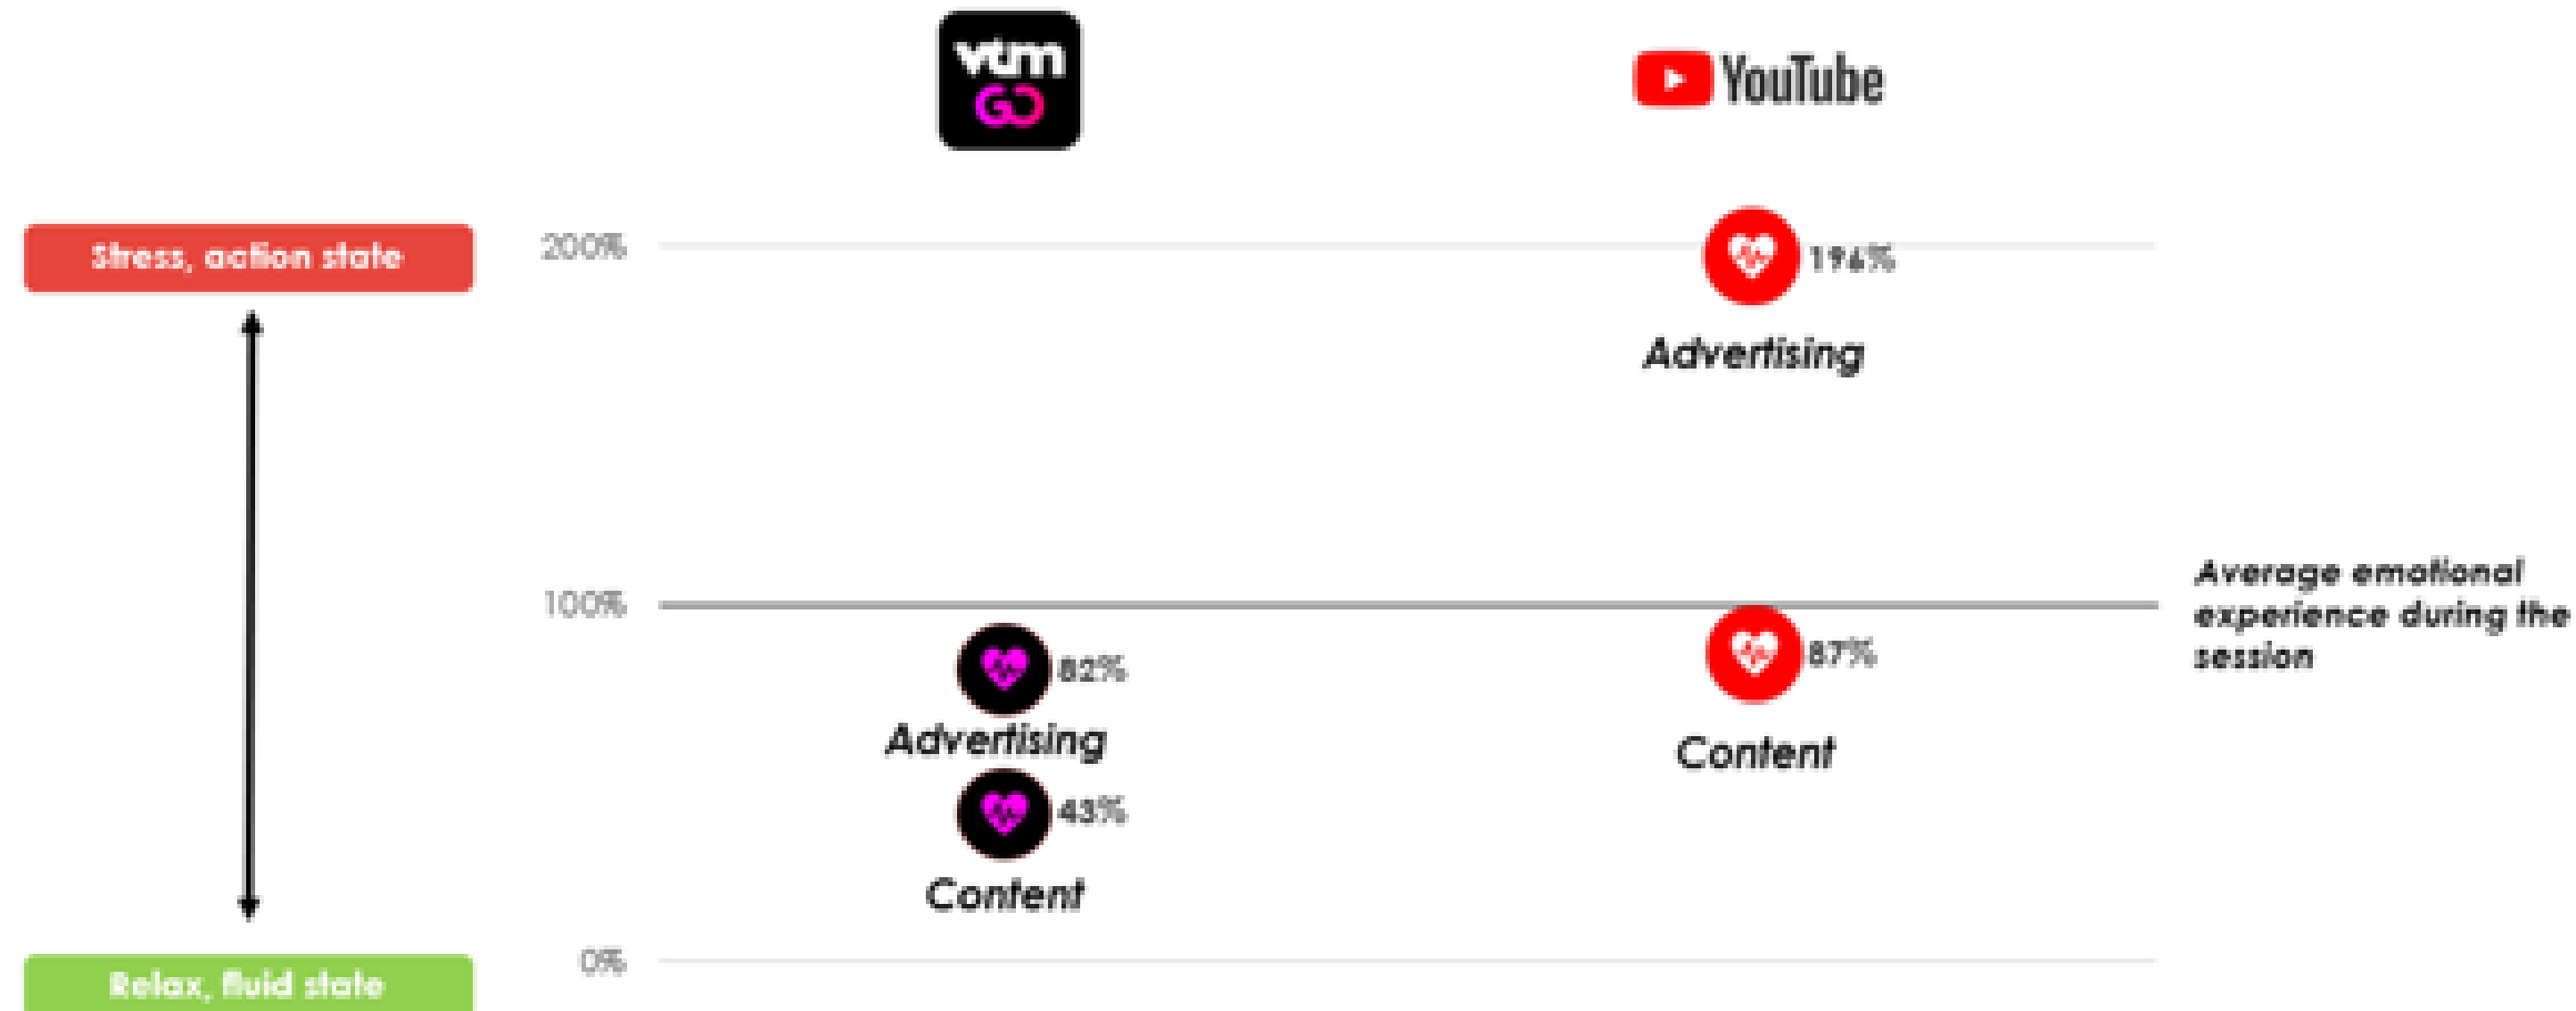 vtm
GO
YouTube
Stress, action state
200%
Advertising
100%
Average emotional
experience during the
session
82%
87%
Advertising
Content
43%
Content
0%
Relax, fluid state